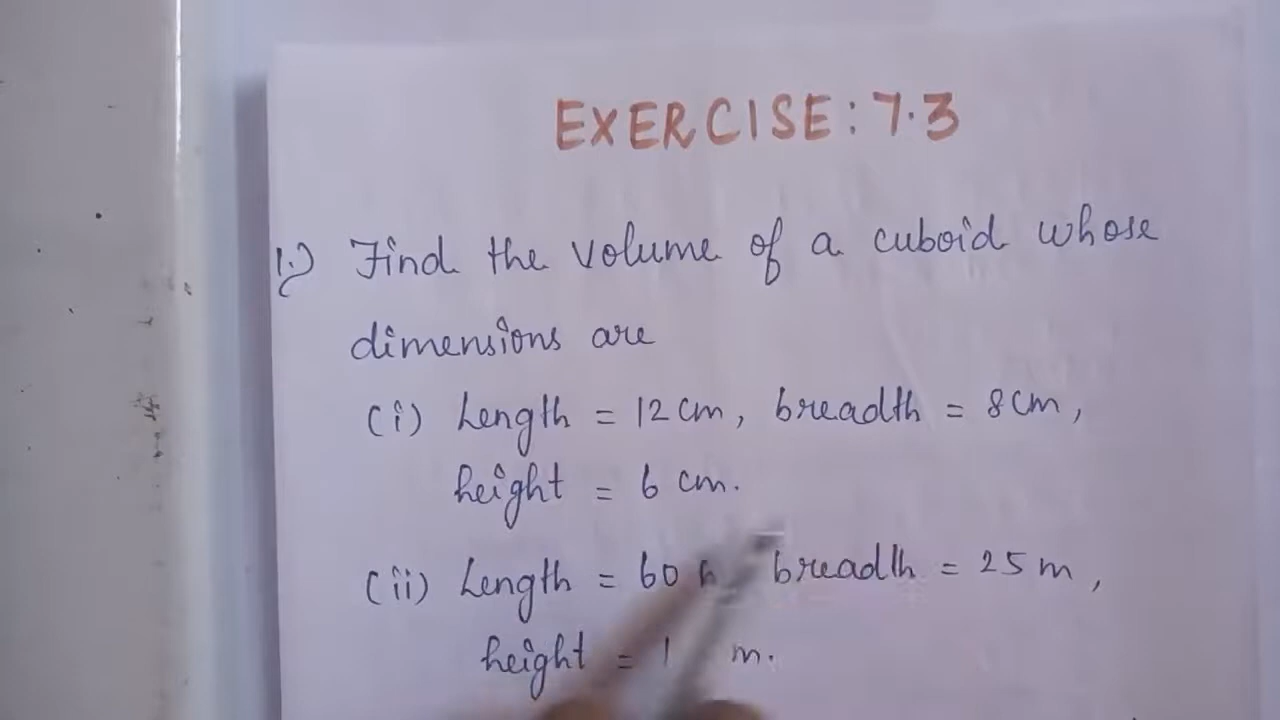 EXERCISE: 7.3
1.) Find the volume of a cuboid whose
dimensions are
(i) Length = 12 cm, breadth = 8 cm,
height = 6 cm.
(ii) Length = 60 breadth = 25 m,
height = m.